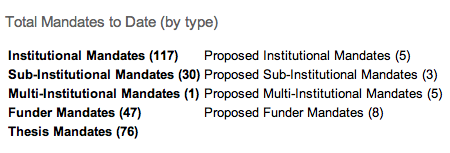 Total Mandates to Date (by type)
Institutional Mandates (117) Proposed Institutional Mandates (5)
Sub-Institutional Mandates (30) Proposed Sub-Institutional Mandates (3)
Multi-Institutional Mandates (1) Proposed Multi-Institutional Mandates (5)
Funder Mandates (47) Proposed Funder Mandates (8)
Thesis Mandates (76)